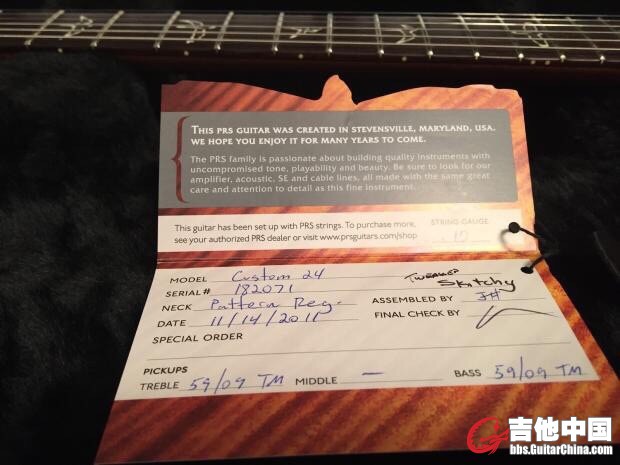 THIS PRS GUITAR WAS CREATED IN STEVENSVILLE, MARYLAND, USA.
WE HOPE YOU ENJOY IT FOR MANY YEARS TO COME.
The PRS family is passionate about building quality instruments with
uncompromised tone, playability and beauty. Be sure to look for our
amplifier, acoustic, SE and cable lines, all made with the same great
care and attention to detail as this fine instrument.
This guitar has been set up with PRS strings. To purchase more,
see your authorized PRS dealer or visit www.prsguitars.com/shop
STRING GAUGE
.10
MODEL Custom 24
SERIAL# 182071
NECK Pattern Reg.
DATE 11/14/2011
SPECIAL ORDER
TWEAKED
Skitchy
ASSEMBLED BY JH
FINAL CHECK BY
PICKUPS
TREBLE 59/09 TM MIDDLE — BASS 59/09 TM
吉他中国
bbs.GuitarChina.com